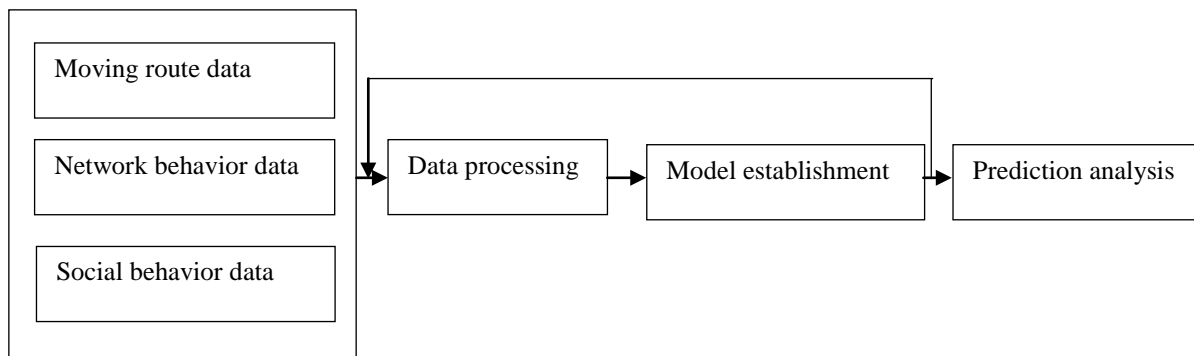 Moving route data
Network behavior data
Data processing
Model establishment
Prediction analysis
Social behavior data